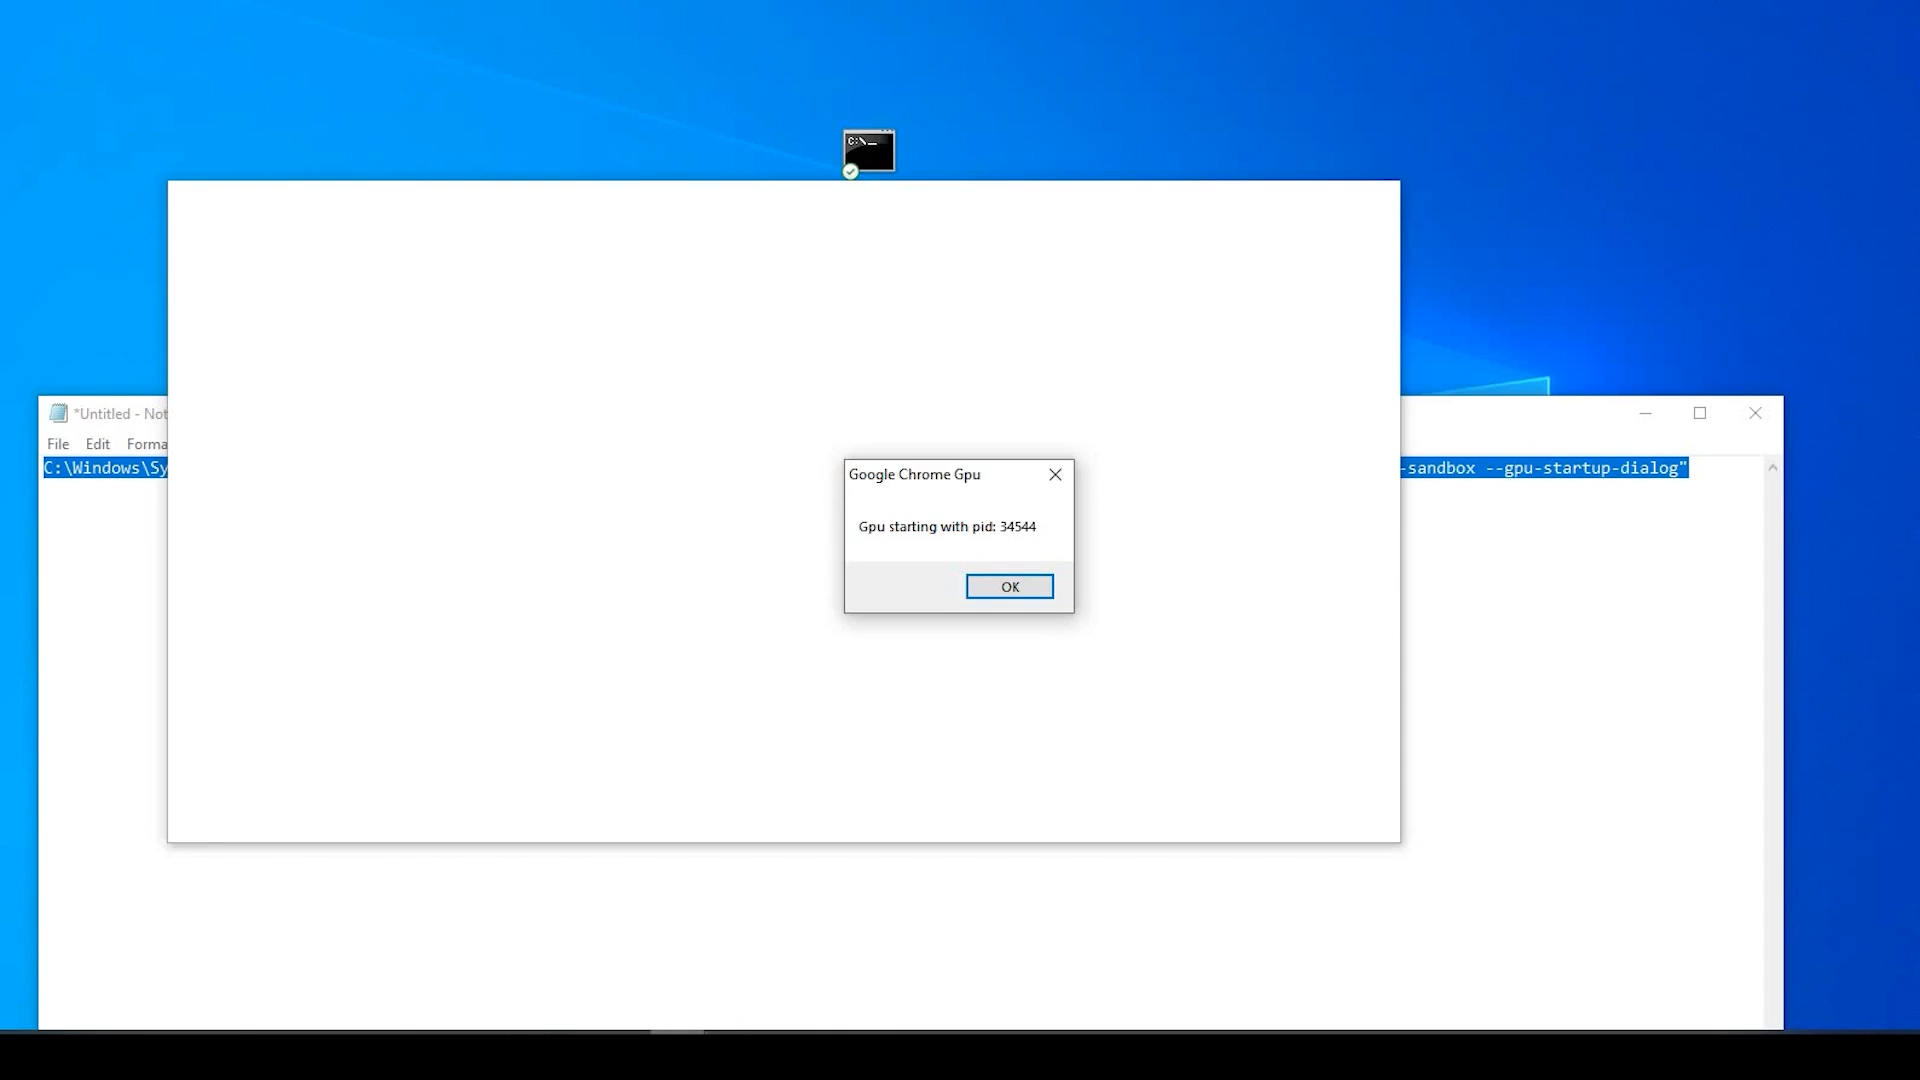 C:\_
*Untitled - Not
File Edit Forma
C:\Windows\Sy
-sandbox --gpu-startup-dialog"
Google Chrome Gpu
Gpu starting with pid: 34544
OK